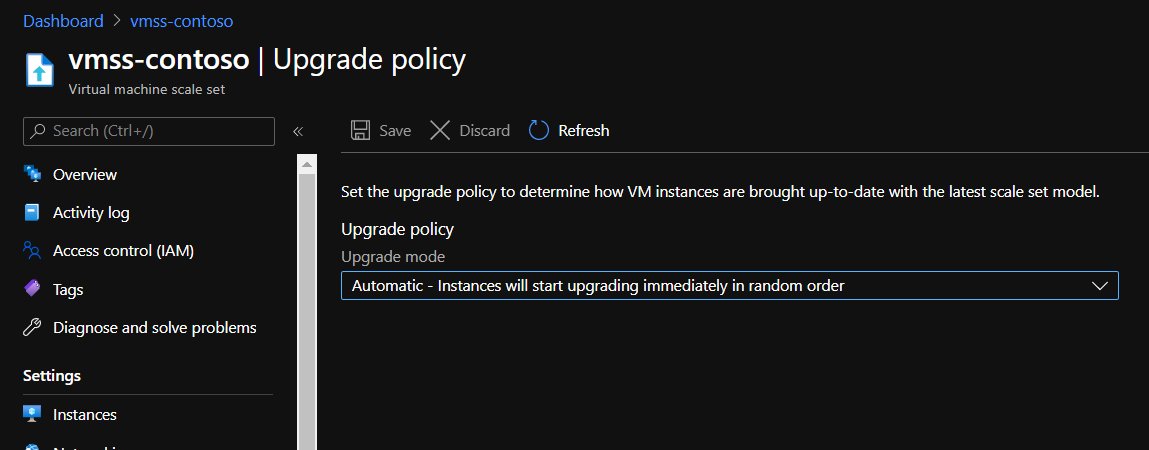 Dashboard > vmss-contoso
vmss-contoso | Upgrade policy
Virtual machine scale set
Search (Ctrl+/)
«
Overview
Activity log
Access control (IAM)
Tags
Diagnose and solve problems
Settings
Instances
Save Discard Refresh
Set the upgrade policy to determine how VM instances are brought up-to-date with the latest scale set model.
Upgrade policy
Upgrade mode
Automatic - Instances will start upgrading immediately in random order